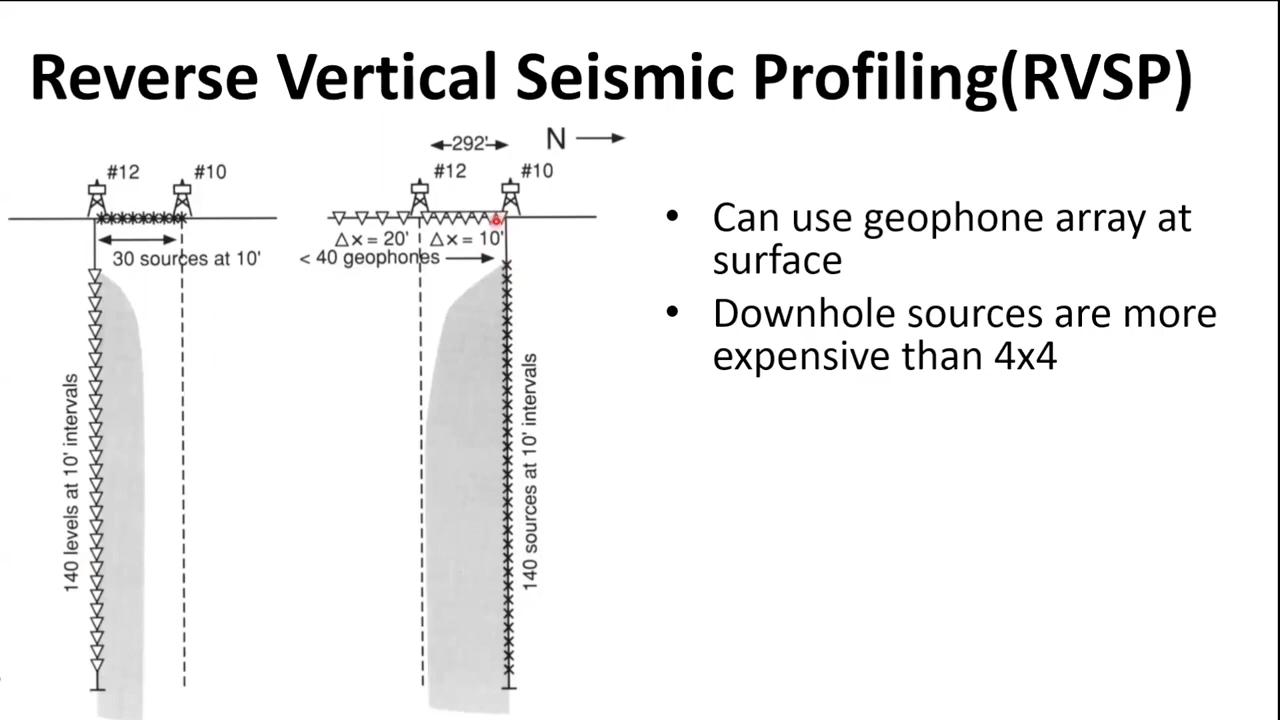 Reverse Vertical Seismic Profiling(RVSP)
292'
N
#12
#10
#12
#10
30 sources at 10'
Δx = 20'
Δx = 10'
< 40 geophones
140 levels at 10' intervals
140 sources at 10' intervals
• Can use geophone array at
surface
• Downhole sources are more
expensive than 4x4